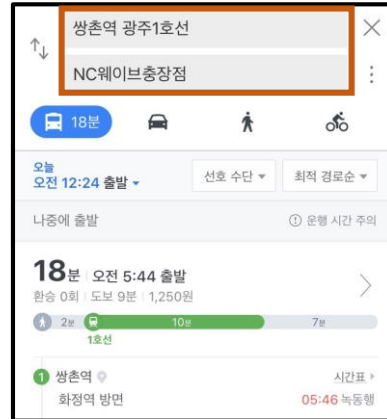 쌍촌역 광주1호선
NC웨이브충장점
18분
오늘
오전 12:24 출발
선호 수단
최적 경로순
나중에 출발
운행 시간 주의
18분 오전 5:44 출발
환승 0회 도보 9분 1,250원
2분 10분 7분
1호선
1 쌍촌역 시간표
화정역 방면 05:46 녹동행